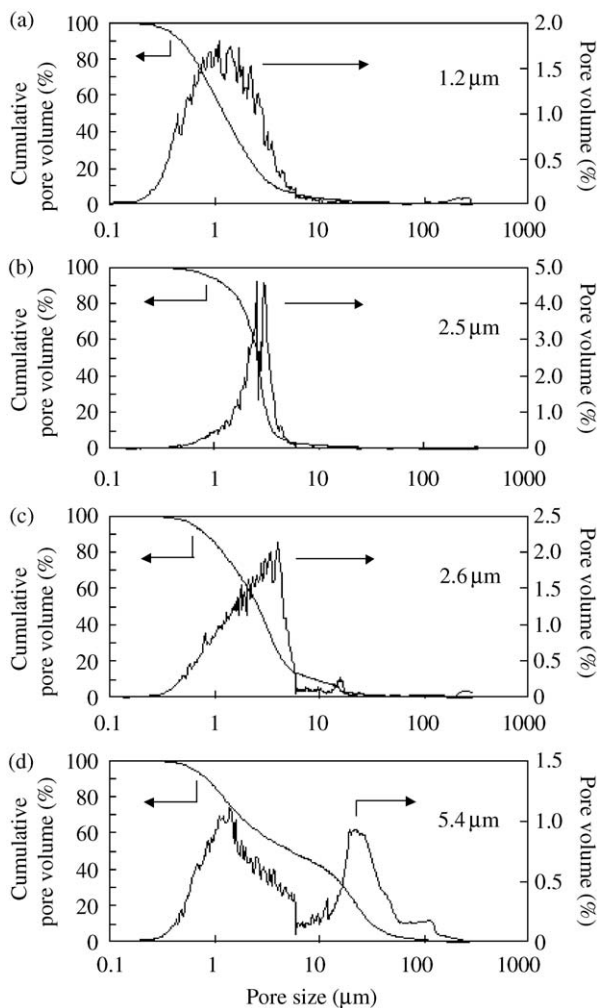 (a)
Cumulative
pore volume (%)
100
80
60
40
20
0
2.0
1.5
1.0
0.5
0
Pore volume (%)
1.2 μm
0.1 1 10 100 1000
(b)
Cumulative
pore volume (%)
100
80
60
40
20
0
5.0
4.0
3.0
2.0
1.0
0
Pore volume (%)
2.5 μm
0.1 1 10 100 1000
(c)
Cumulative
pore volume (%)
100
80
60
40
20
0
2.5
2.0
1.5
1.0
0.5
0
Pore volume (%)
2.6 μm
0.1 1 10 100 1000
(d)
Cumulative
pore volume (%)
100
80
60
40
20
0
1.5
1.0
0.5
0
Pore volume (%)
5.4 μm
0.1 1 10 100 1000
Pore size (μm)